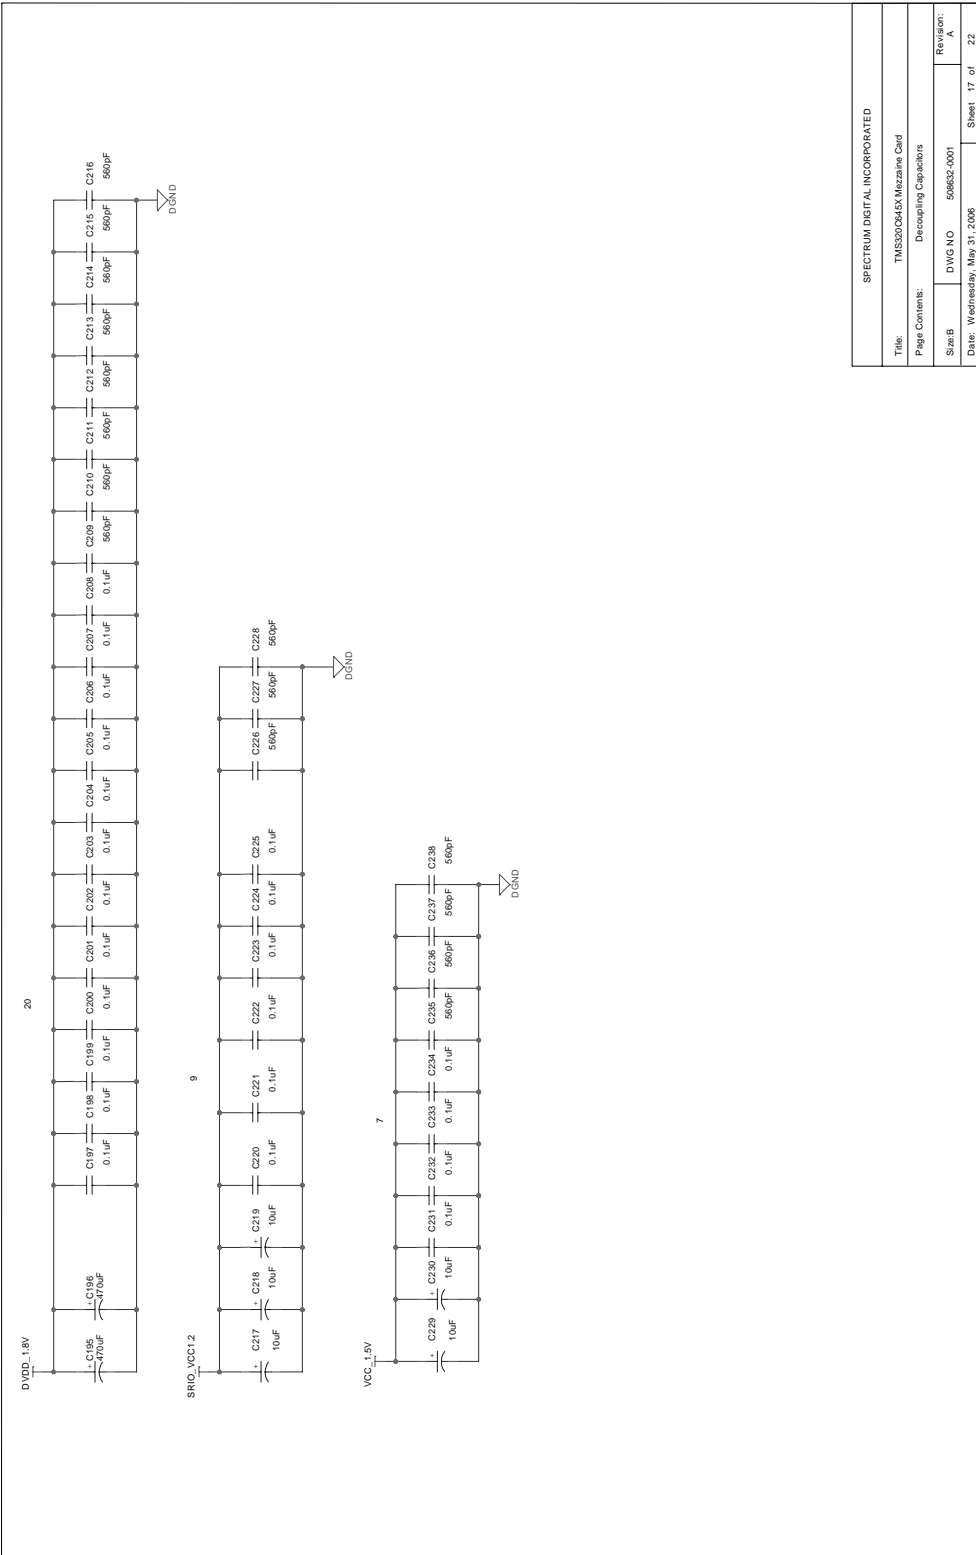 DVDD_1.8V
20
+
C195
470uF
+
C196
470uF
C197
0.1uF
C198
0.1uF
C199
0.1uF
C200
0.1uF
C201
0.1uF
C202
0.1uF
C203
0.1uF
C204
0.1uF
C205
0.1uF
C206
0.1uF
C207
0.1uF
C208
0.1uF
C209
560pF
C210
560pF
C211
560pF
C212
560pF
C213
560pF
C214
560pF
C215
560pF
C216
560pF
DGND
SRIO_VCC1.2
9
+
C217
10uF
+
C218
10uF
+
C219
10uF
C220
0.1uF
C221
0.1uF
C222
0.1uF
C223
0.1uF
C224
0.1uF
C225
0.1uF
C226
560pF
C227
560pF
C228
560pF
DGND
VCC_1.5V
7
+
C229
10uF
+
C230
10uF
C231
0.1uF
C232
0.1uF
C233
0.1uF
C234
0.1uF
C235
560pF
C236
560pF
C237
560pF
C238
560pF
DGND
SPECTRUM DIGITAL INCORPORATED
Title: TMS320C645X Mezzaine Card
Page Contents: Decoupling Capacitors
Size:B DWG NO 508632-0001 Revision: A
Date: Wednesday, May 31, 2006 Sheet 17 of 22